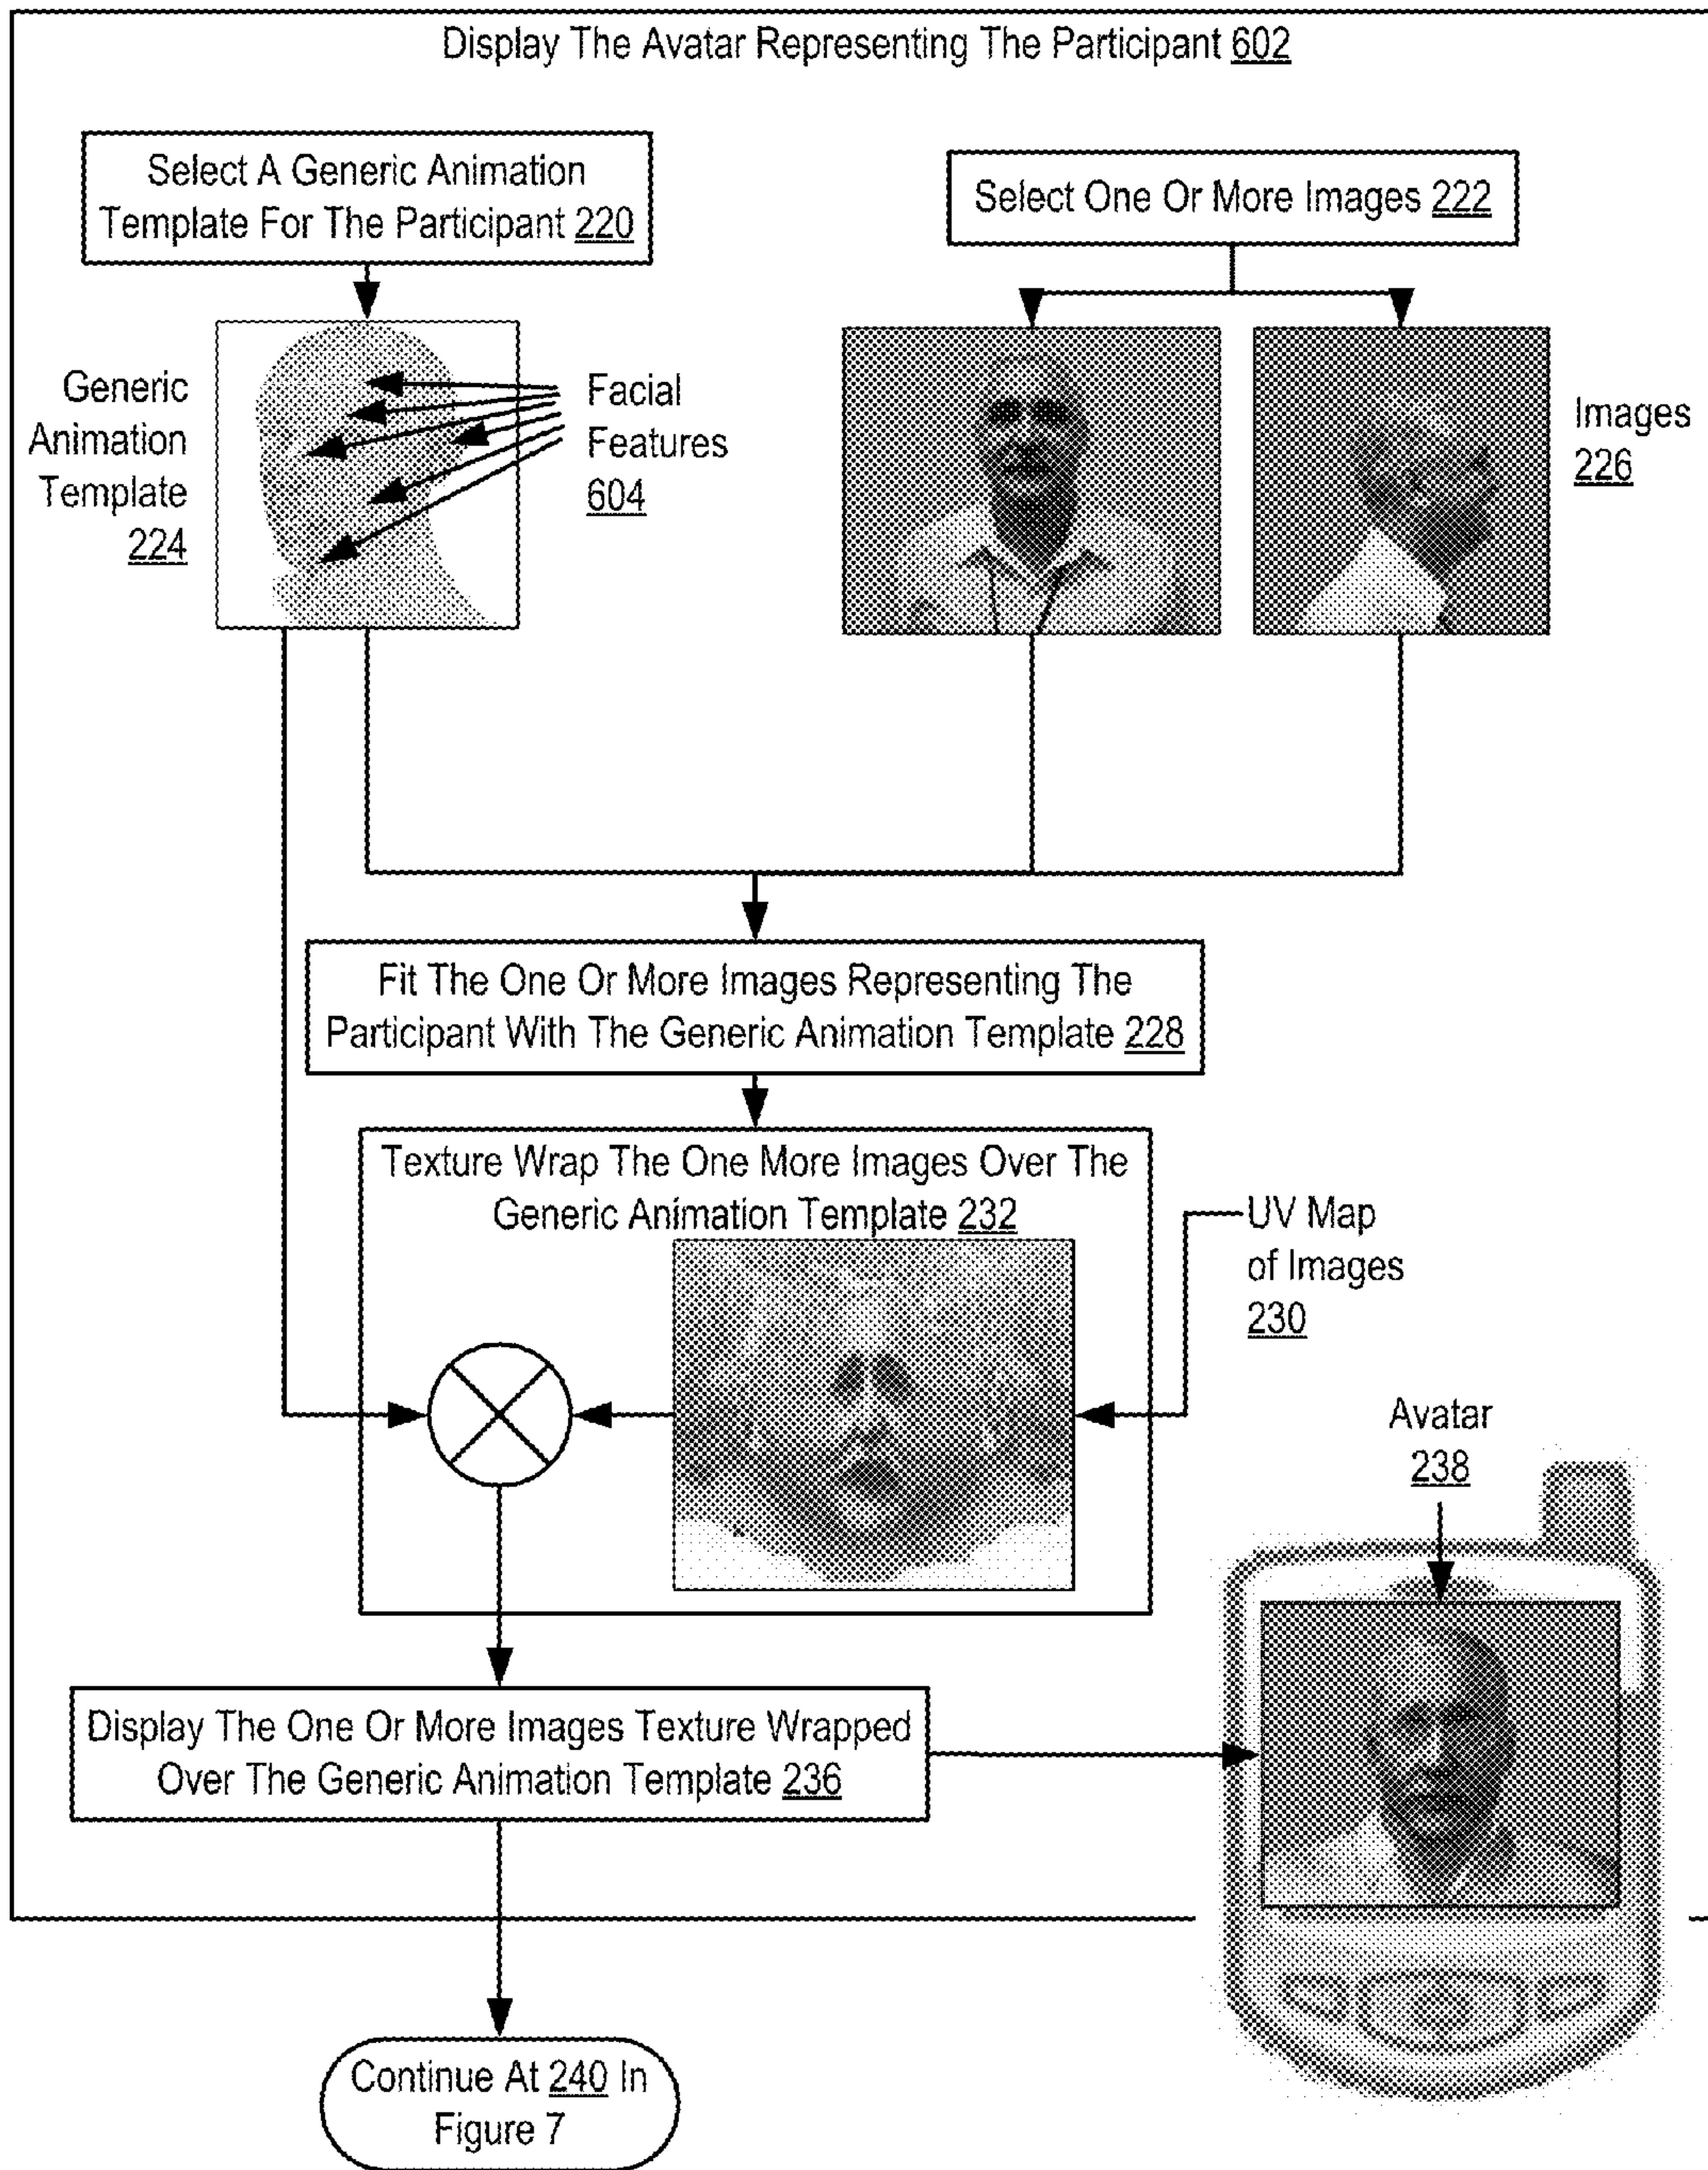 Display The Avatar Representing The Participant 602
Select A Generic Animation
Template For The Participant 220
Select One Or More Images 222
Generic
Animation
Template
224
Facial
Features
604
Images
226
Fit The One Or More Images Representing The
Participant With The Generic Animation Template 228
Texture Wrap The One More Images Over The
Generic Animation Template 232
UV Map
of Images
230
Avatar
238
Display The One Or More Images Texture Wrapped
Over The Generic Animation Template 236
Continue At 240 In
Figure 7